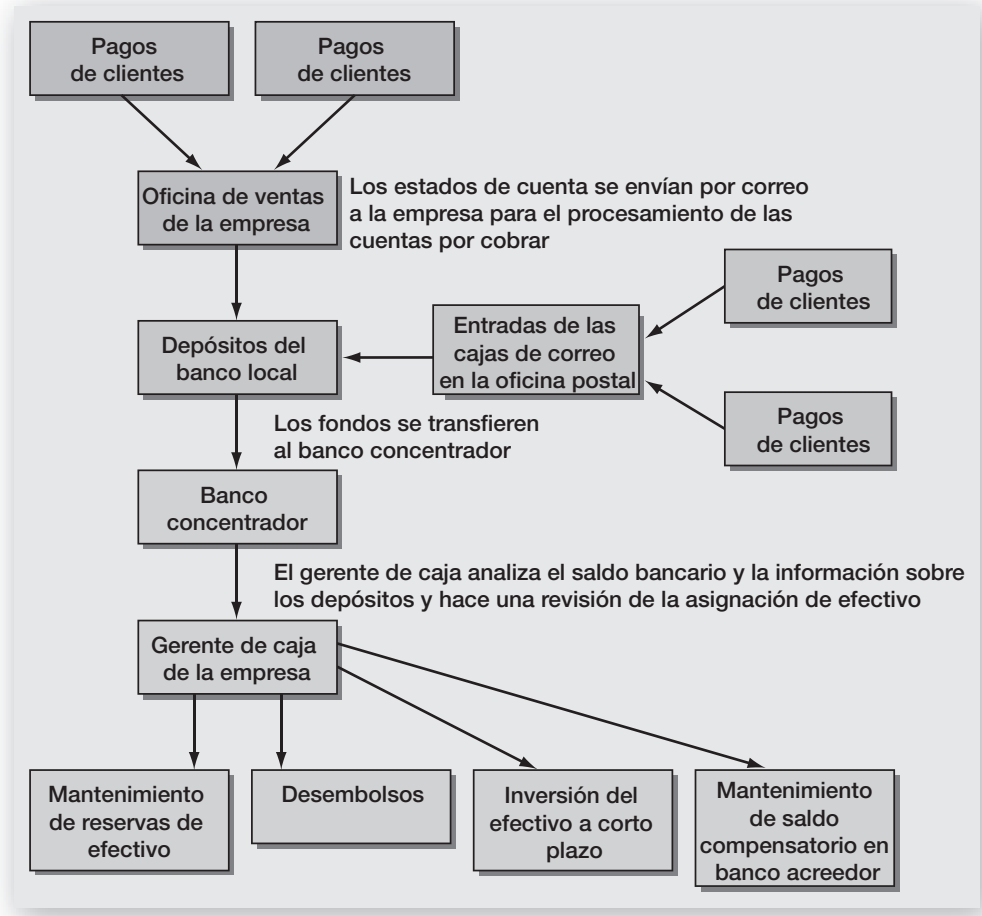 Pagos
de clientes
Pagos
de clientes
Oficina de ventas
de la empresa
Los estados de cuenta se envían por correo
a la empresa para el procesamiento de las
cuentas por cobrar
Pagos
de clientes
Depósitos del
banco local
Entradas de las
cajas de correo
en la oficina postal
Pagos
de clientes
Los fondos se transfieren
al banco concentrador
Banco
concentrador
El gerente de caja analiza el saldo bancario y la información sobre
los depósitos y hace una revisión de la asignación de efectivo
Gerente de caja
de la empresa
Mantenimiento
de reservas de
efectivo
Desembolsos
Inversión del
efectivo a corto
plazo
Mantenimiento
de saldo
compensatorio en
banco acreedor